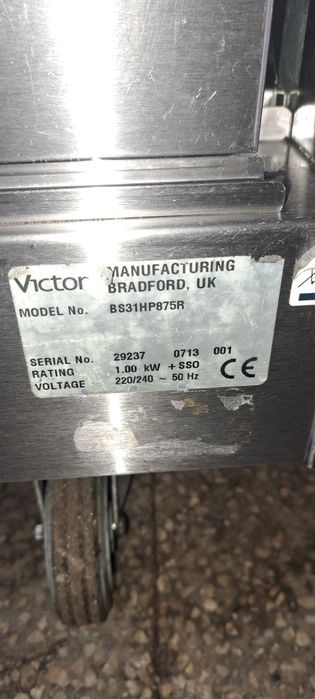 Victor MANUFACTURING
BRADFORD, UK
MODEL No. BS31HP875R
SERIAL No. 29237 0713 001
RATING 1.00 kW + SSO
VOLTAGE 220/240 ~ 50 Hz
CE